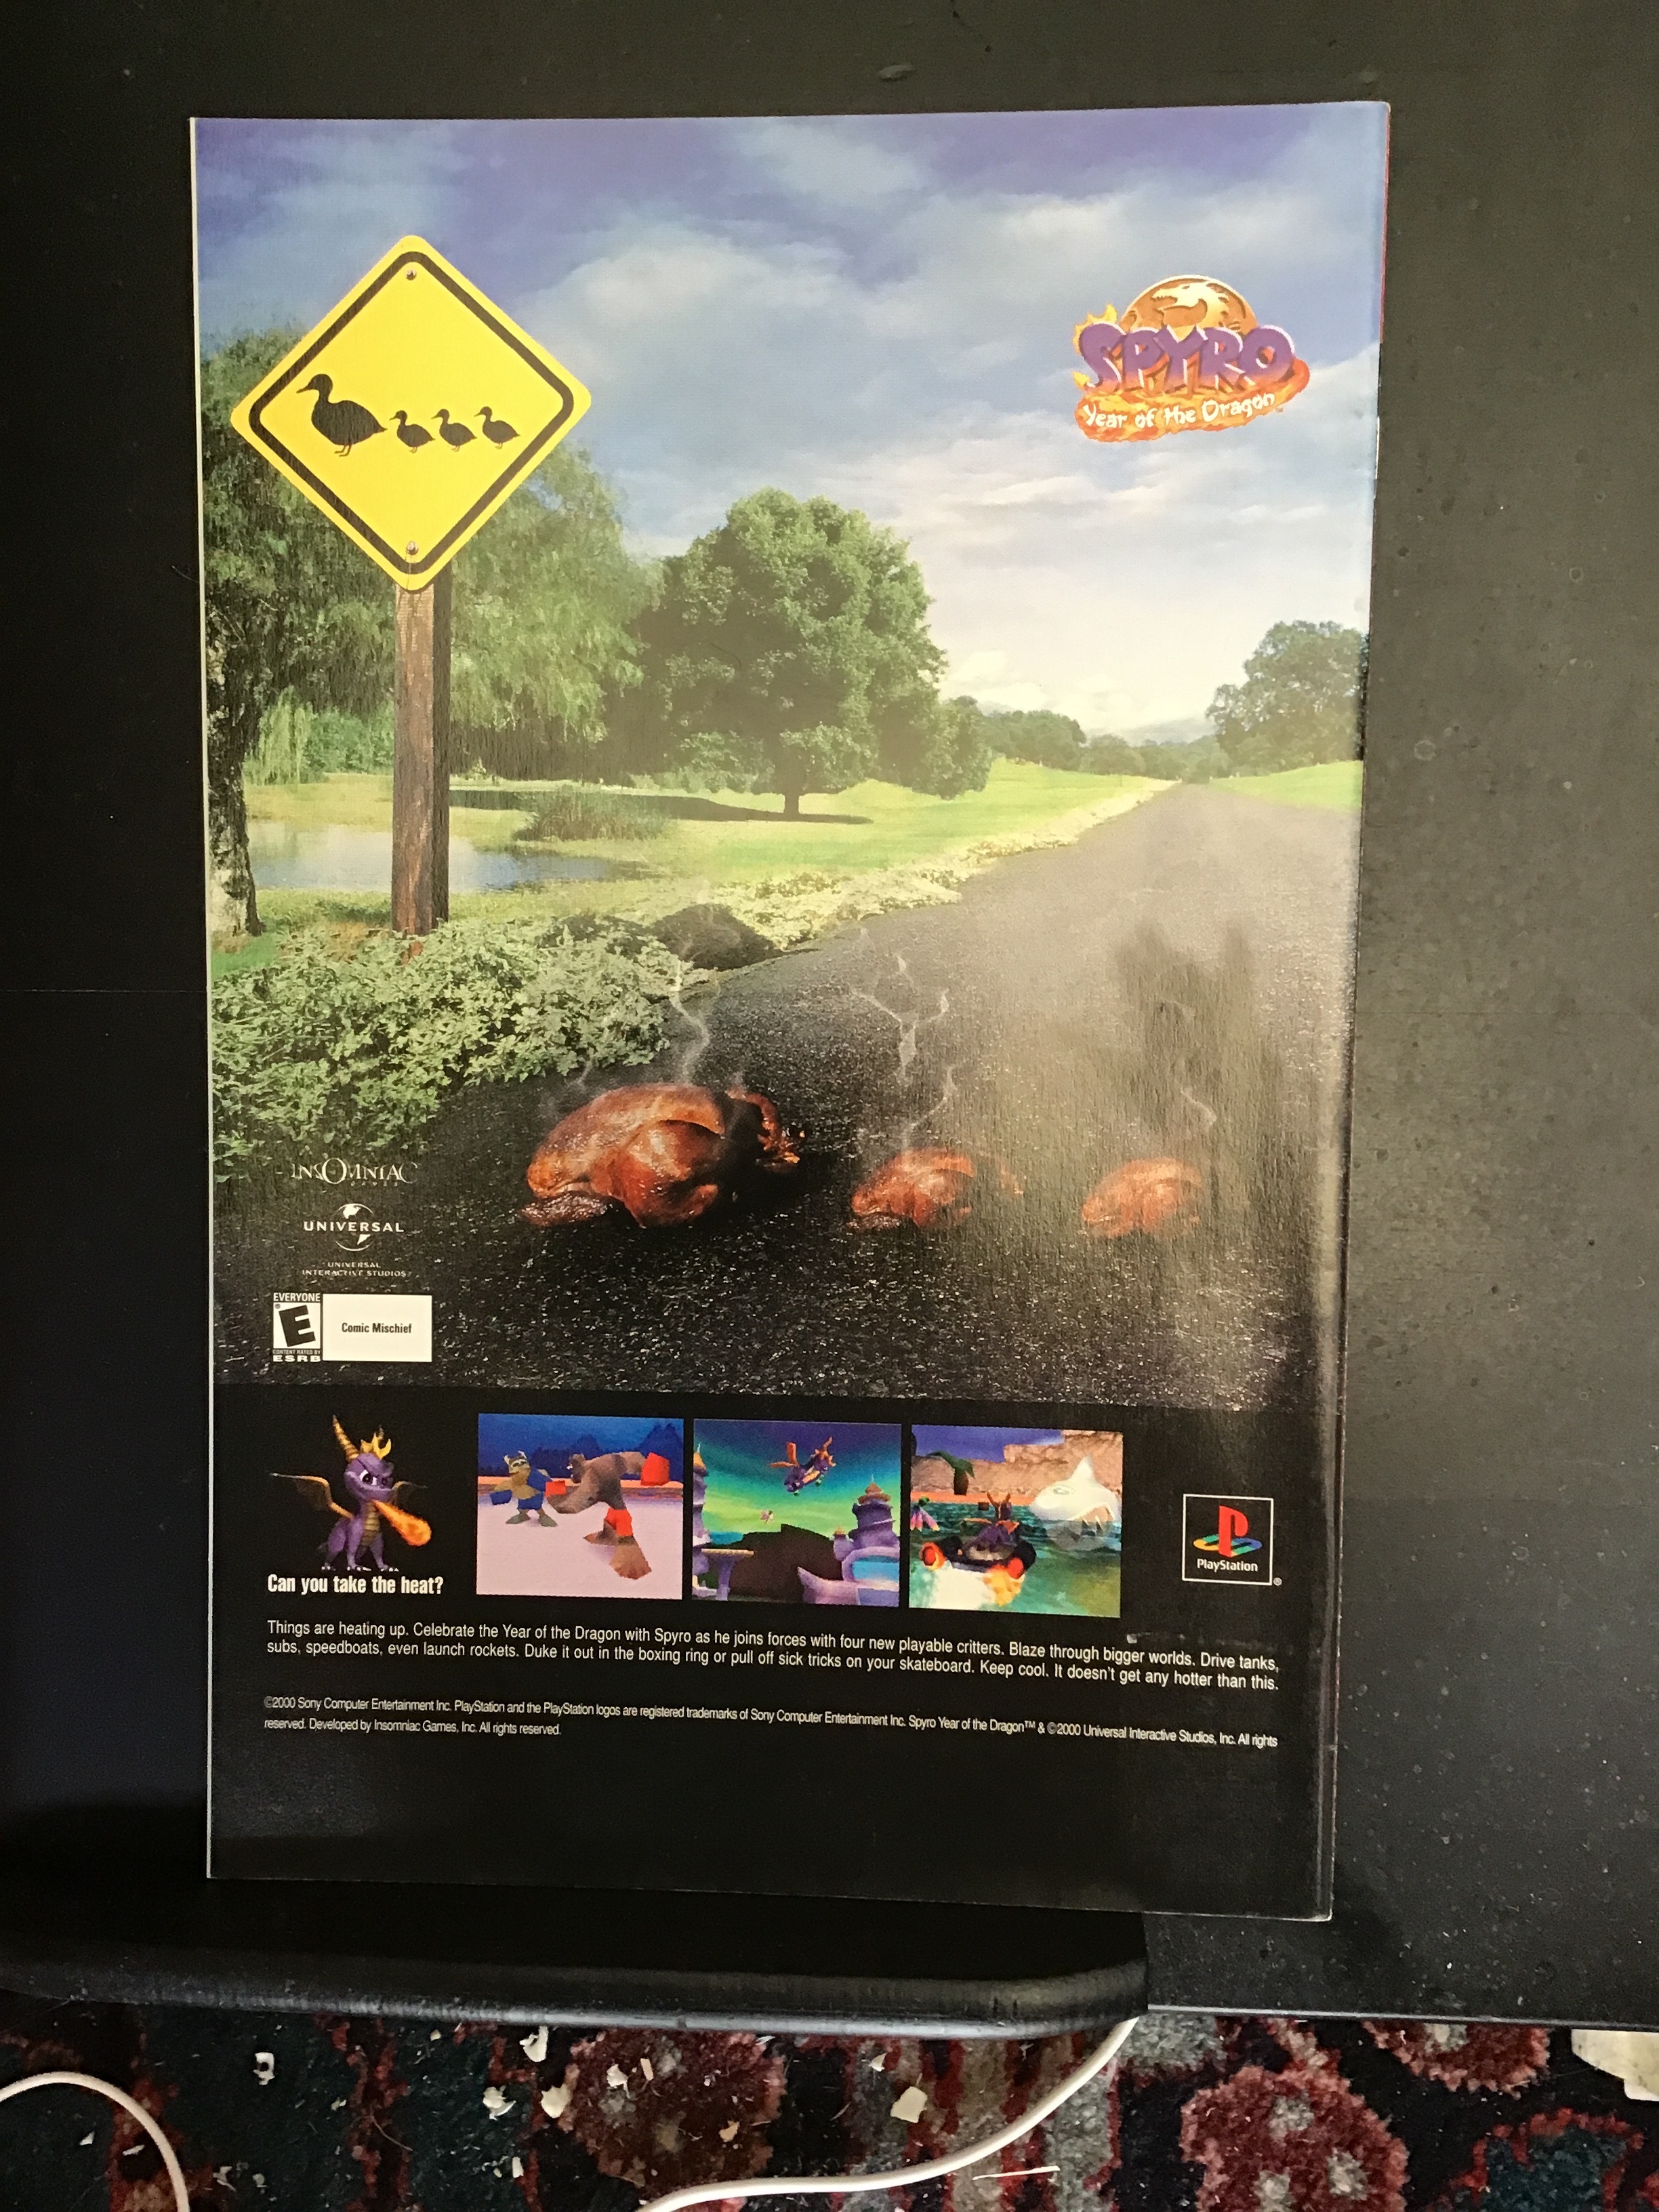 SPYRO
Year of the Dragon
INSOMNIAC
GAMES
UNIVERSAL
UNIVERSAL
INTERACTIVE STUDIOS
EVERYONE
E
CONTENT RATED BY
ESRB
Comic Mischief
Can you take the heat?
PlayStation
®
Things are heating up. Celebrate the Year of the Dragon with Spyro as he joins forces with four new playable critters. Blaze through bigger worlds. Drive tanks,
subs, speedboats, even launch rockets. Duke it out in the boxing ring or pull off sick tricks on your skateboard. Keep cool. It doesn't get any hotter than this.
©2000 Sony Computer Entertainment Inc. PlayStation and the PlayStation logos are registered trademarks of Sony Computer Entertainment Inc. Spyro Year of the Dragon™ & ©2000 Universal Interactive Studios, Inc. All rights
reserved. Developed by Insomniac Games, Inc. All rights reserved.